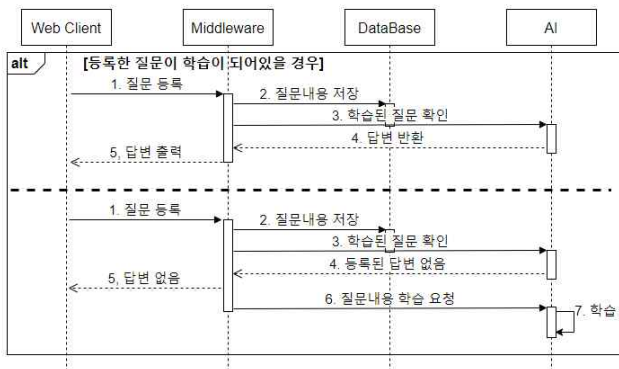 Web Client
Middleware
DataBase
AI
alt
[등록한 질문이 학습이 되어있을 경우]
1. 질문 등록
2. 질문내용 저장
3. 학습된 질문 확인
4. 답변 반환
5, 답변 출력
1. 질문 등록
2. 질문내용 저장
3. 학습된 질문 확인
4. 등록된 답변 없음
5, 답변 없음
6. 질문내용 학습 요청
7. 학습